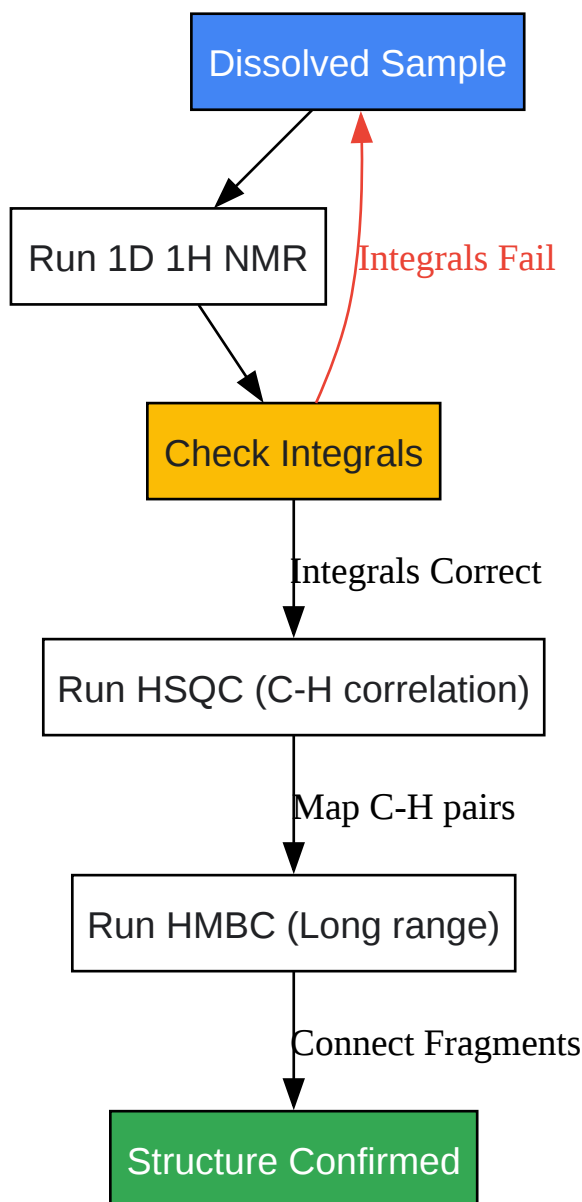 Dissolved Sample
Run 1D 1H NMR
Integrals Fail
Check Integrals
Integrals Correct
Run HSQC (C-H correlation)
Map C-H pairs
Run HMBC (Long range)
Connect Fragments
Structure Confirmed